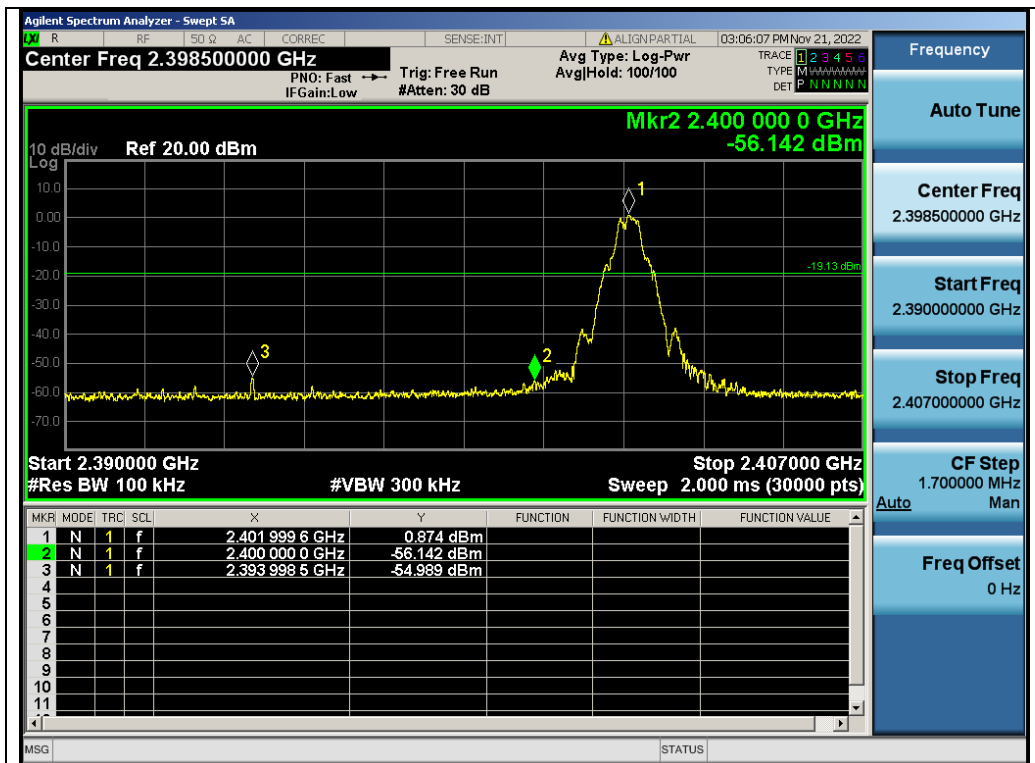 Agilent Spectrum Analyzer - Swept SA
LXI R RF 50 Ω AC CORREC SENSE:INT ALIGN PARTIAL 03:06:07 PM Nov 21, 2022
Center Freq 2.398500000 GHz
PNO: Fast
IFGain:Low
Trig: Free Run
#Atten: 30 dB
Avg Type: Log-Pwr
Avg|Hold: 100/100
TRACE 1 2 3 4 5 6
TYPE M W W W W W
DET P N N N N N
Mkr2 2.400 000 0 GHz
-56.142 dBm
10 dB/div Ref 20.00 dBm
Log
10.0
0.00
-10.0
-20.0
-30.0
-40.0
-50.0
-60.0
-70.0
1
-19.13 dBm
3
2
Start 2.390000 GHz Stop 2.407000 GHz
#Res BW 100 kHz #VBW 300 kHz Sweep 2.000 ms (30000 pts)
MKR MODE TRC SCL X Y FUNCTION FUNCTION WIDTH FUNCTION VALUE
1 N 1 f 2.401 999 6 GHz 0.874 dBm
2 N 1 f 2.400 000 0 GHz -56.142 dBm
3 N 1 f 2.393 998 5 GHz -54.989 dBm
4
5
6
7
8
9
10
11
MSG STATUS
Frequency
Auto Tune
Center Freq
2.398500000 GHz
Start Freq
2.390000000 GHz
Stop Freq
2.407000000 GHz
CF Step
1.700000 MHz
Auto Man
Freq Offset
0 Hz